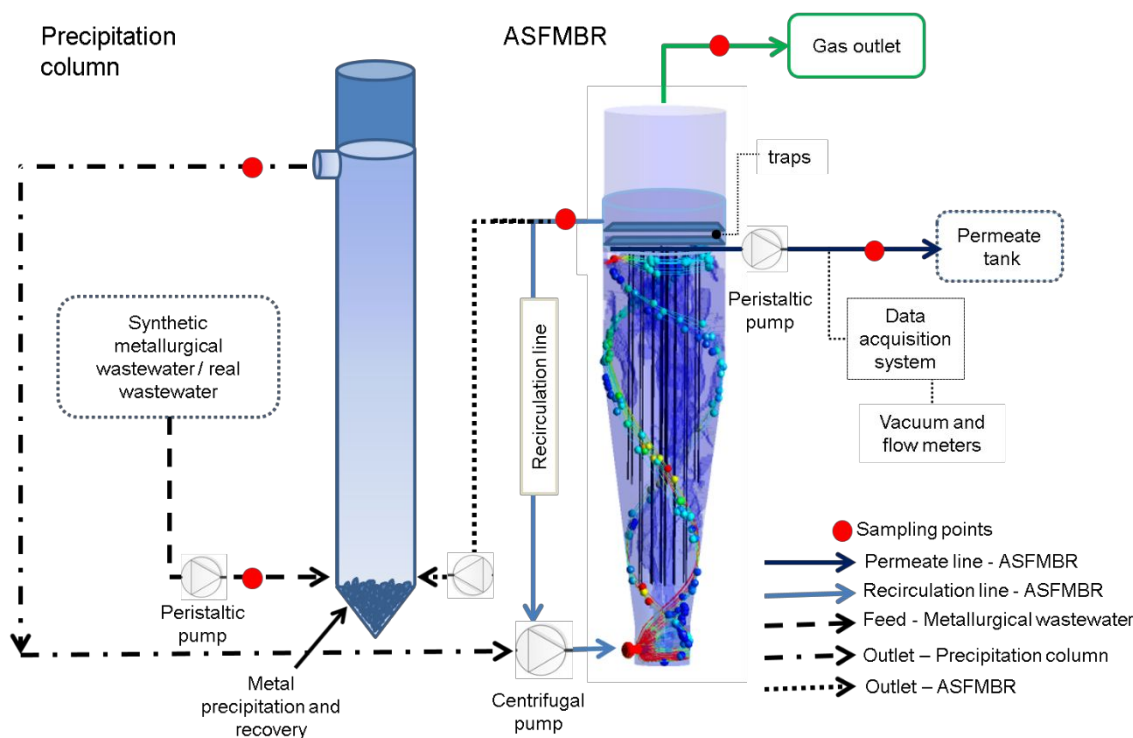 Precipitation
column
ASFMBR
Gas outlet
traps
Permeate
tank
Peristaltic
pump
Synthetic
metallurgical
wastewater / real
wastewater
Recirculation line
Data
acquisition
system
Vacuum and
flow meters
Peristaltic
pump
Metal
precipitation and
recovery
Centrifugal
pump
Sampling points
Permeate line - ASFMBR
Recirculation line - ASFMBR
Feed - Metallurgical wastewater
Outlet – Precipitation column
Outlet – ASFMBR